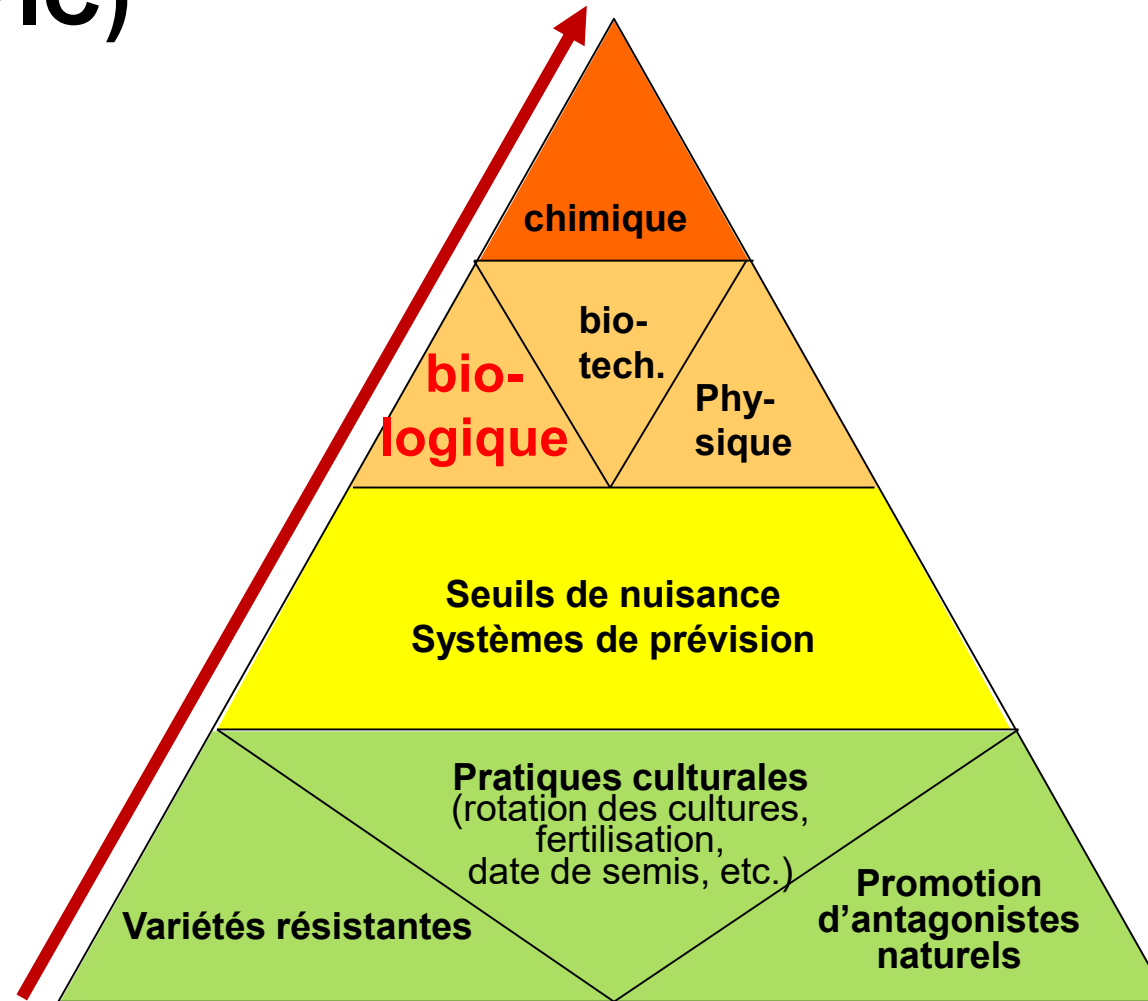 chimique
bio-
tech.
bio-
logique
Phy-
sique
Seuils de nuisance
Systèmes de prévision
Pratiques culturales
(rotation des cultures,
fertilisation,
date de semis, etc.)
Variétés résistantes
Promotion
d’antagonistes
naturels